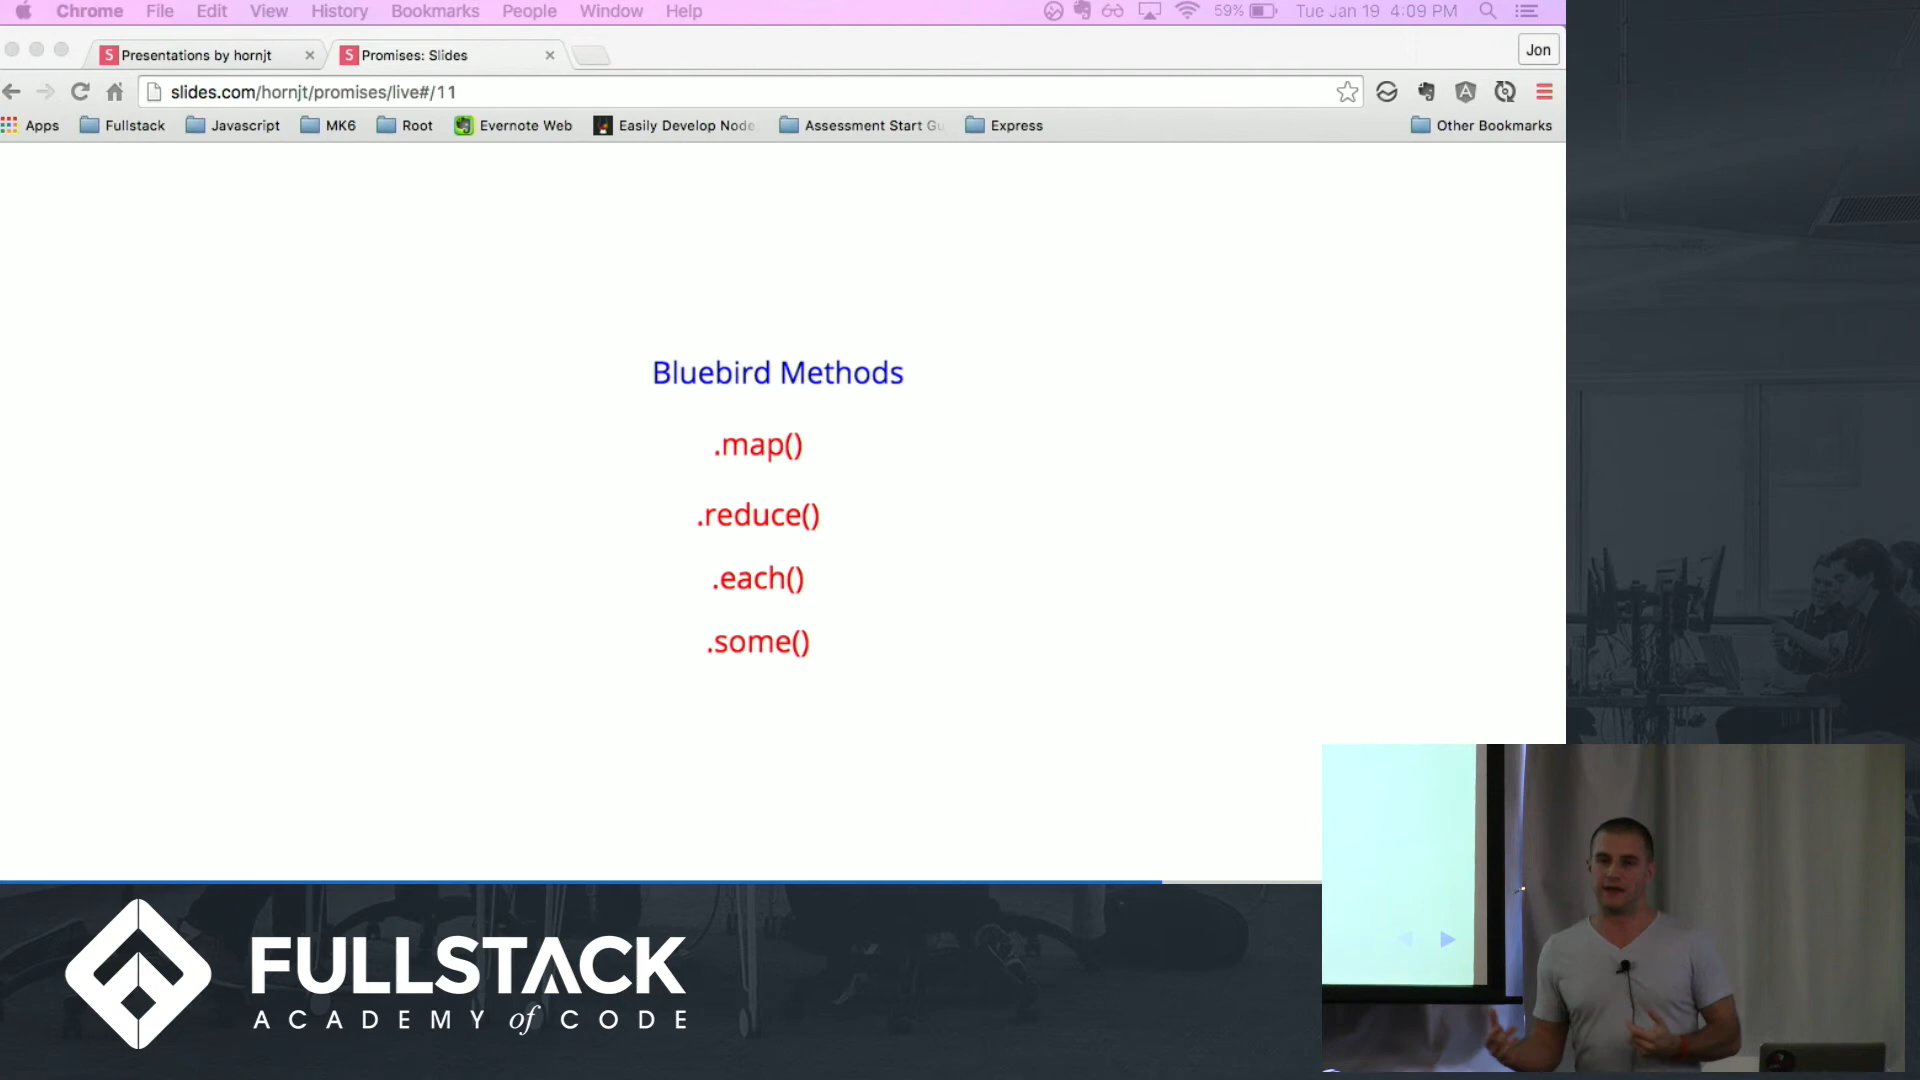 Chrome File Edit View History Bookmarks People Window Help 59% Tue Jan 19 4:09 PM
S Presentations by hornjt × S Promises: Slides × Jon
slides.com/hornjt/promises/live#/11
Apps Fullstack Javascript MK6 Root Evernote Web Easily Develop Node Assessment Start Gu Express Other Bookmarks
Bluebird Methods
.map()
.reduce()
.each()
.some()
FULLSTACK
ACADEMY of CODE